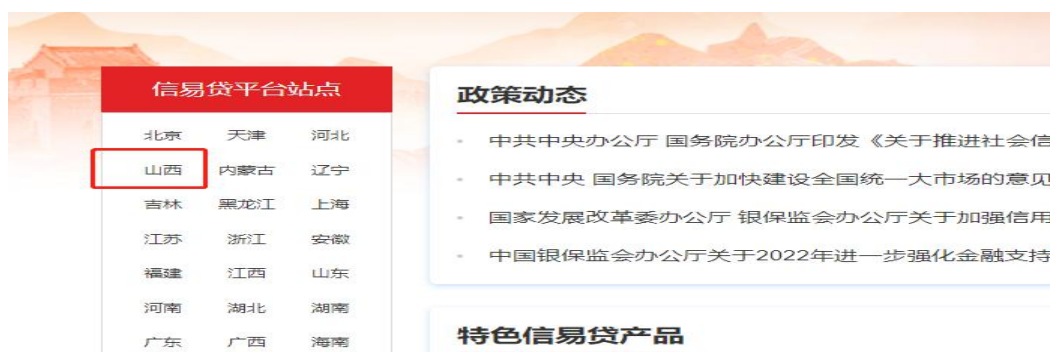 信易贷平台站点
北京 天津 河北
山西 内蒙古 辽宁
吉林 黑龙江 上海
江苏 浙江 安徽
福建 江西 山东
河南 湖北 湖南
广东 广西 海南
政策动态
中共中央办公厅 国务院办公厅印发《关于推进社会信
中共中央 国务院关于加快建设全国统一大市场的意见
国家发展改革委办公厅 银保监会办公厅关于加强信用
中国银保监会办公厅关于2022年进一步强化金融支持
特色信易贷产品